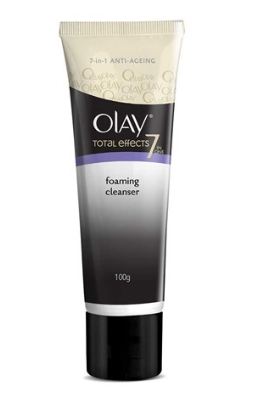 7-in-1 ANTI-AGEING
OLAY
TOTAL effects 7
foaming
cleanser
100g